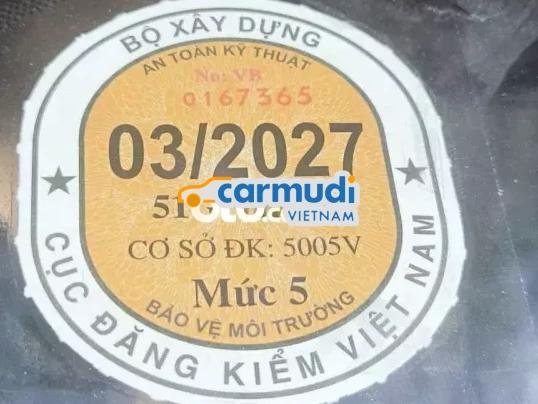 BỘ XÂY DỰNG
AN TOÀN KỸ THUẬT
No: VB
0167365
03/2027
carmudi
VIETNAM
CƠ SỞ ĐK: 5005V
Mức 5
BẢO VỆ MÔI TRƯỜNG
CỤC ĐĂNG KIỂM VIỆT NAM